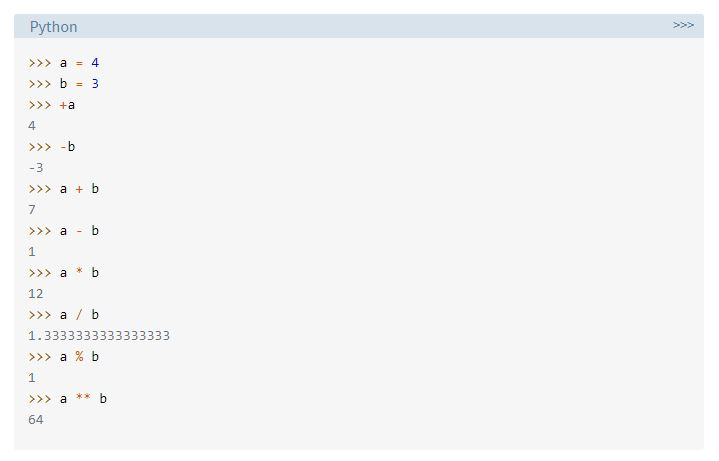 Python >>>
>>> a = 4
>>> b = 3
>>> +a
4
>>> -b
-3
>>> a + b
7
>>> a - b
1
>>> a * b
12
>>> a / b
1.3333333333333333
>>> a % b
1
>>> a ** b
64